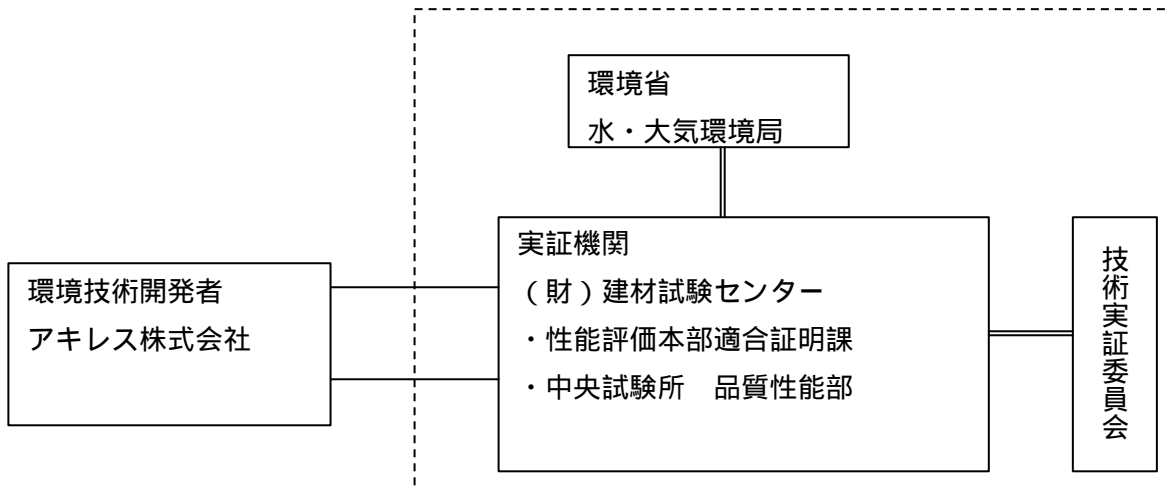 環境省
水・大気環境局
実証機関
（財）建材試験センター
・性能評価本部適合証明課
・中央試験所　品質性能部
環境技術開発者
アキレス株式会社
技術実証委員会